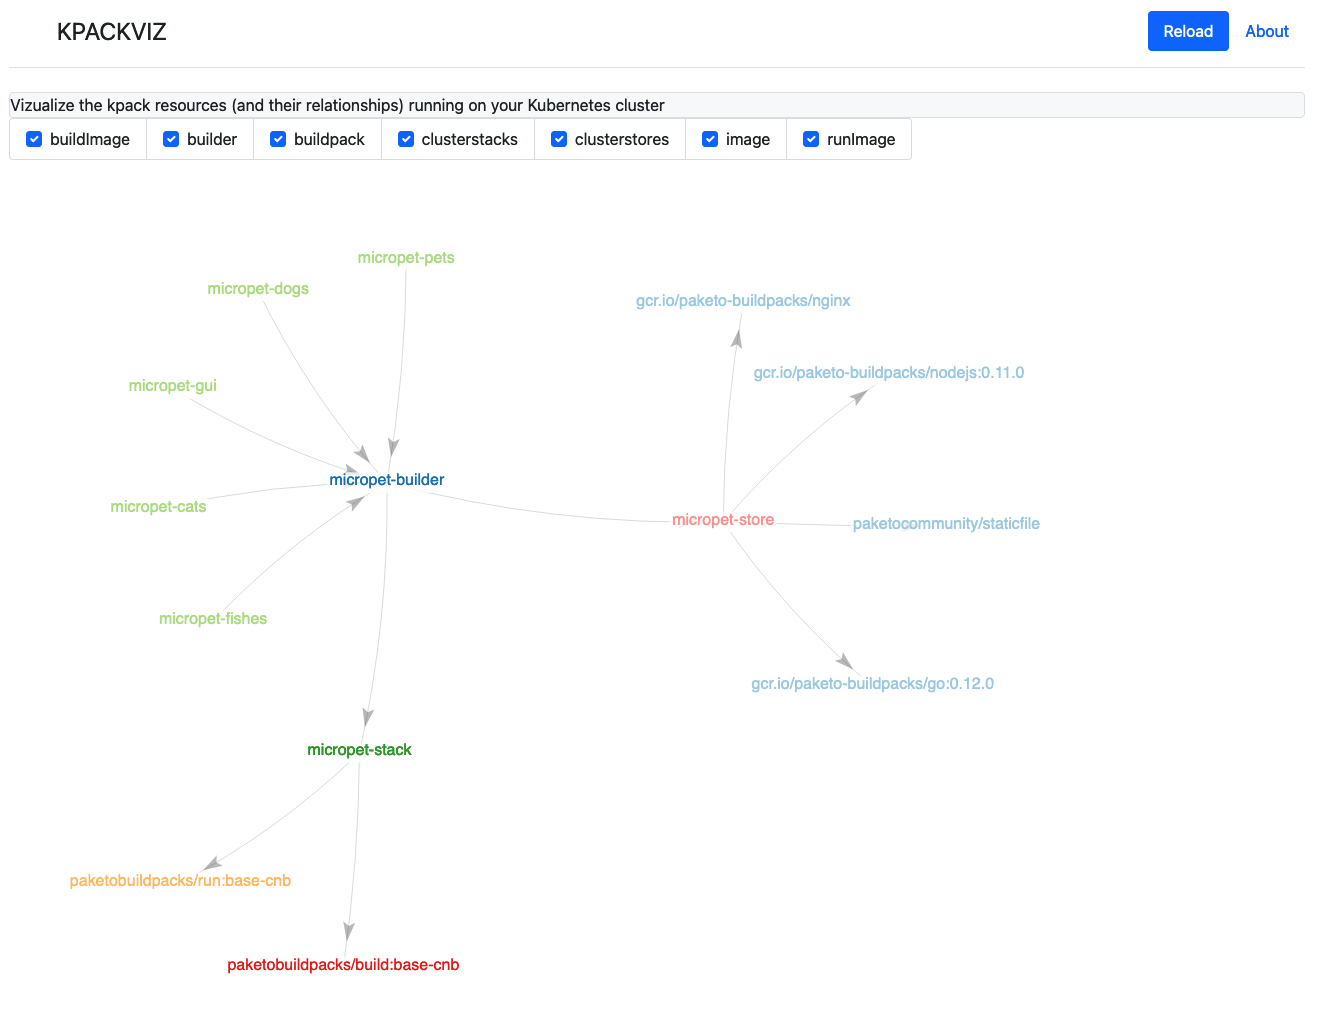 KPACKVIZ
Reload About
Vizualize the kpack resources (and their relationships) running on your Kubernetes cluster
buildImage builder buildpack clusterstacks clusterstores image runImage
micropet-pets
micropet-dogs
gcr.io/paketo-buildpacks/nginx
gcr.io/paketo-buildpacks/nodejs:0.11.0
micropet-gui
micropet-builder
micropet-cats
micropet-store
paketocommunity/staticfile
micropet-fishes
gcr.io/paketo-buildpacks/go:0.12.0
micropet-stack
paketobuildpacks/run:base-cnb
paketobuildpacks/build:base-cnb